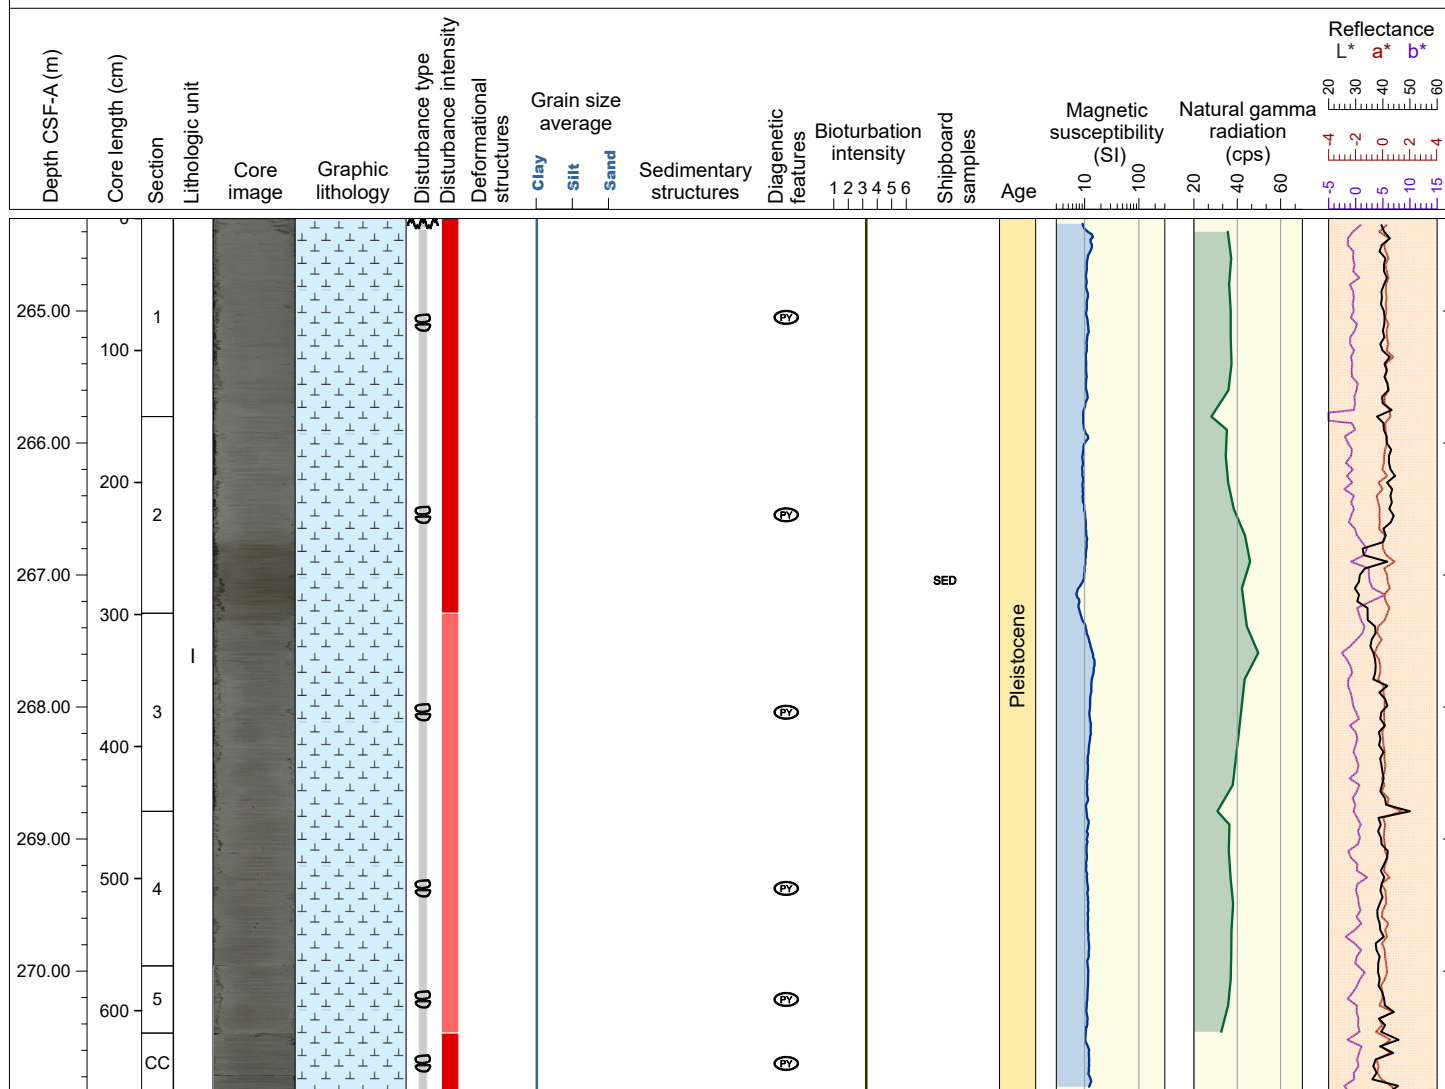 Depth CSF-A (m)
Core length (cm)
Section
Lithologic unit
Core
image
Graphic
lithology
Disturbance type
Disturbance intensity
Deformational
structures
Grain size
average
Clay
Silt
Sand
Sedimentary
structures
Diagenetic
features
Bioturbation
intensity
1 2 3 4 5 6
Shipboard
samples
Age
Magnetic
susceptibility
(SI)
10 100
Natural gamma
radiation
(cps)
20 40 60
Reflectance
L* a* b*
20 30 40 50 60
-4 -2 0 2 4
-5 0 5 10 15
0
265.00
1
PY
100
266.00
200
2
PY
267.00
SED
300
I
Pleistocene
268.00
3
PY
400
269.00
500
4
PY
270.00
5
PY
600
CC
PY